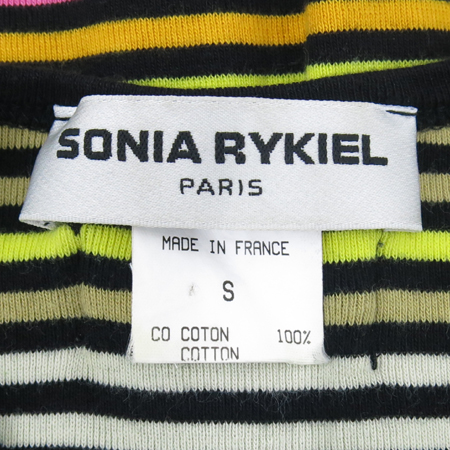 SONIA RYKIEL
PARIS
MADE IN FRANCE
S
CO COTON 100%
COTTON